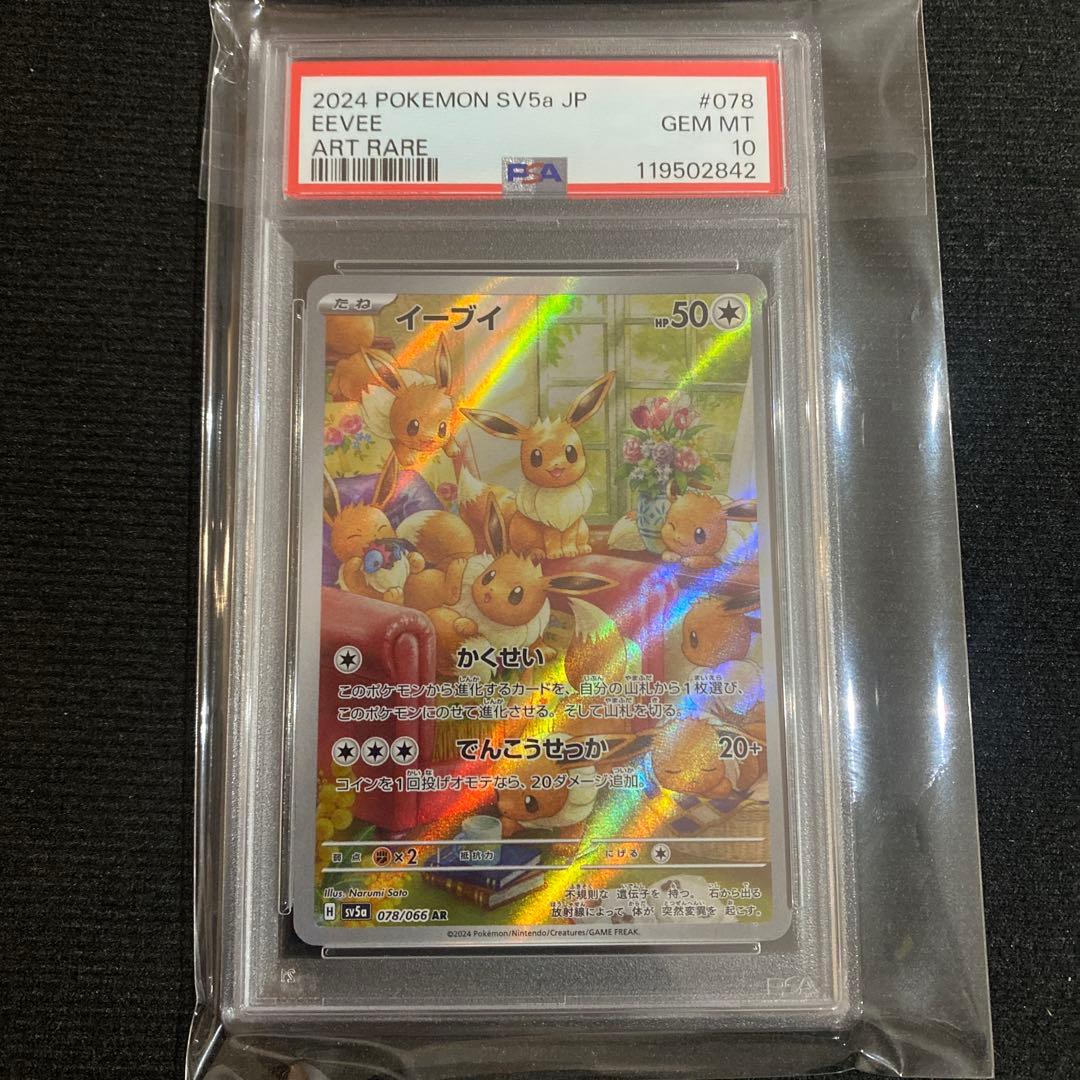 2024 POKEMON SV5a JP #078
EEVEE GEM MT
ART RARE 10
PSA 119502842
たね イーブイ HP50
かくせい
このポケモンから進化するカードを、自分の山札から1枚選び、
このポケモンにのせて進化させる。そして山札を切る。
でんこうせっか 20+
コインを1回投げオモテなら、20ダメージ追加。
弱点 ×2 抵抗力 にげる
Illus. Narumi Sato
不規則な 遺伝子を 持つ。 石から出る
放射線によって 体が 突然変異を 起こす。
H sv5a 078/066 AR
©2024 Pokémon/Nintendo/Creatures/GAME FREAK.
PSA